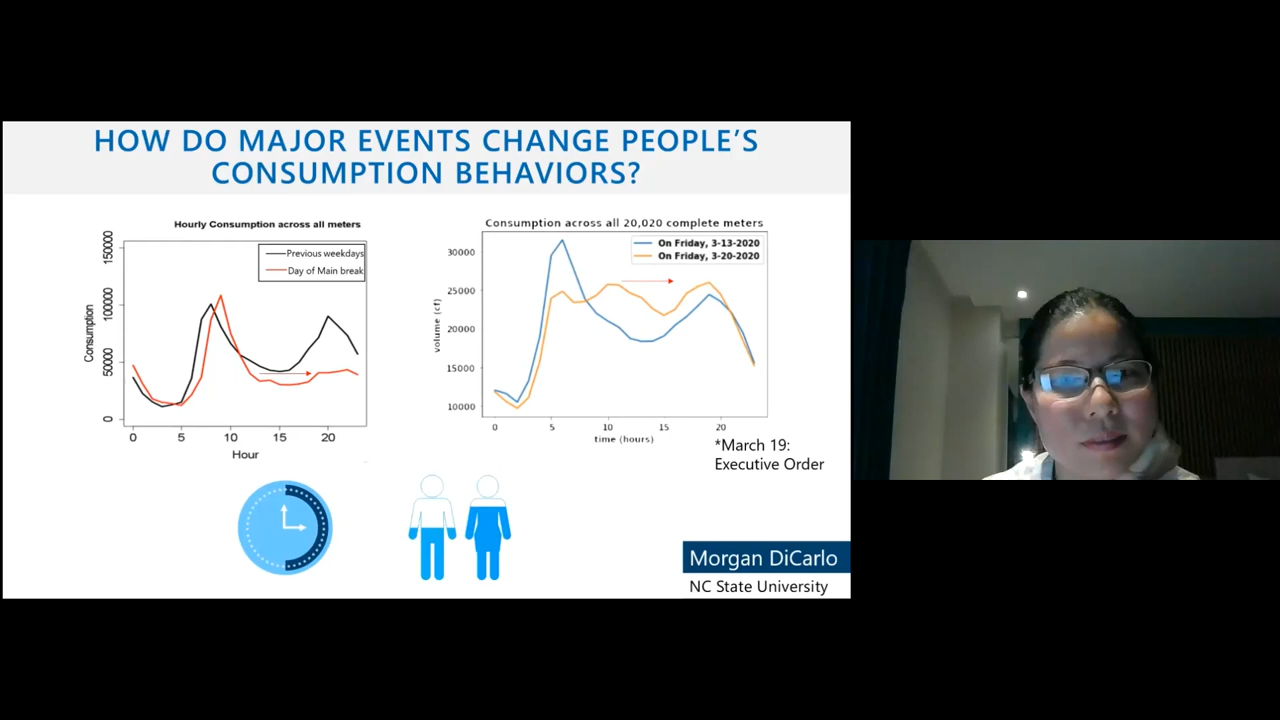 HOW DO MAJOR EVENTS CHANGE PEOPLE'S
CONSUMPTION BEHAVIORS?
Hourly Consumption across all meters
Previous weekdays
Day of Main break
Consumption
0
50000
100000
150000
0 5 10 15 20
Hour
Consumption across all 20,020 complete meters
On Friday, 3-13-2020
On Friday, 3-20-2020
volume (cf)
30000
25000
20000
15000
10000
0 5 10 15 20
time (hours)
*March 19:
Executive Order
Morgan DiCarlo
NC State University